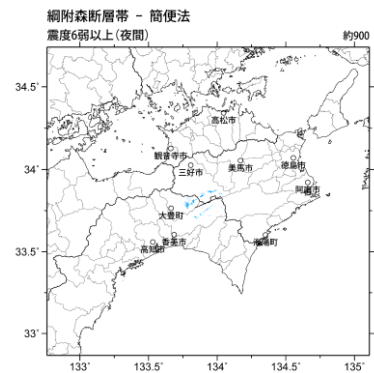 綱附森断層帯 － 簡便法
震度6弱以上（夜間）
約900
34.5˚
高松市
観音寺市
徳島市
34˚
三好市
美馬市
阿南市
大豊町
33.5˚
高知市
香美市
海陽町
33˚
133˚
133.5˚
134˚
134.5˚
135˚